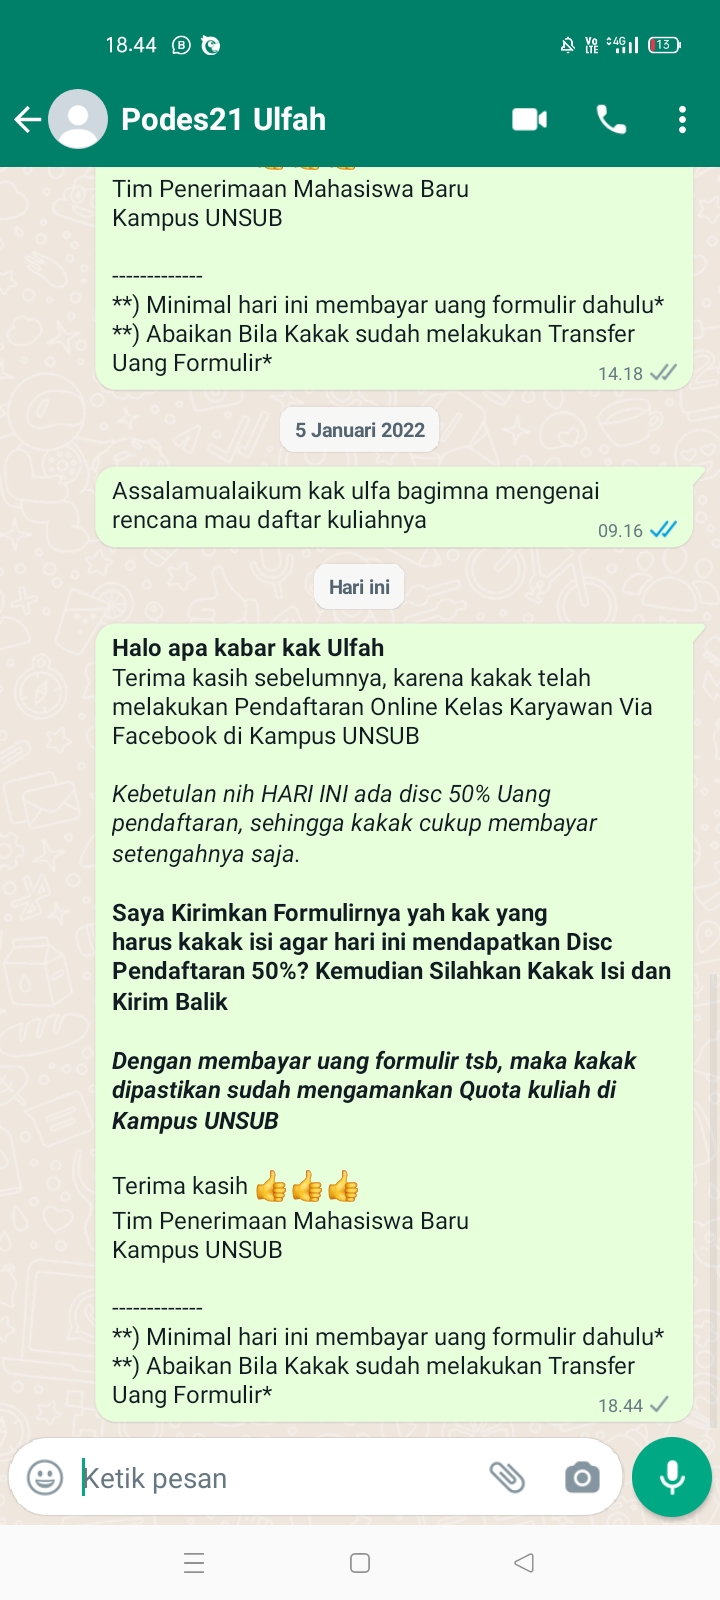 18.44
Vo LTE 4G 13
Podes21 Ulfah
Tim Penerimaan Mahasiswa Baru
Kampus UNSUB
-------------
**) Minimal hari ini membayar uang formulir dahulu*
**) Abaikan Bila Kakak sudah melakukan Transfer
Uang Formulir*
14.18
5 Januari 2022
Assalamualaikum kak ulfa bagimna mengenai
rencana mau daftar kuliahnya
09.16
Hari ini
Halo apa kabar kak Ulfah
Terima kasih sebelumnya, karena kakak telah
melakukan Pendaftaran Online Kelas Karyawan Via
Facebook di Kampus UNSUB
Kebetulan nih HARI INI ada disc 50% Uang
pendaftaran, sehingga kakak cukup membayar
setengahnya saja.
Saya Kirimkan Formulirnya yah kak yang
harus kakak isi agar hari ini mendapatkan Disc
Pendaftaran 50%? Kemudian Silahkan Kakak Isi dan
Kirim Balik
Dengan membayar uang formulir tsb, maka kakak
dipastikan sudah mengamankan Quota kuliah di
Kampus UNSUB
Terima kasih 👍👍👍
Tim Penerimaan Mahasiswa Baru
Kampus UNSUB
-------------
**) Minimal hari ini membayar uang formulir dahulu*
**) Abaikan Bila Kakak sudah melakukan Transfer
Uang Formulir*
18.44
Ketik pesan